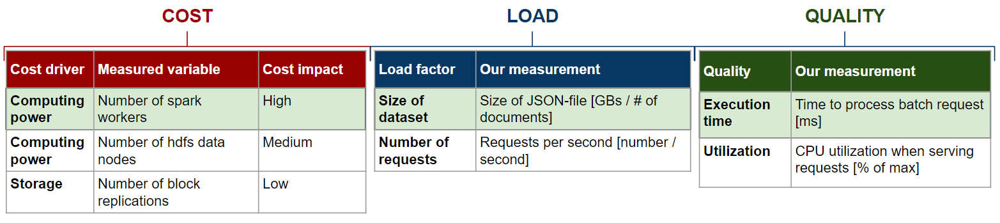 COST
LOAD
QUALITY
Cost driver
Measured variable
Cost impact
Computing
power
Number of spark
workers
High
Computing
power
Number of hdfs data
nodes
Medium
Storage
Number of block
replications
Low
Load factor
Our measurement
Size of
dataset
Size of JSON-file [GBs / # of
documents]
Number of
requests
Requests per second [number /
second]
Quality
Our measurement
Execution
time
Time to process batch request
[ms]
Utilization
CPU utilization when serving
requests [% of max]